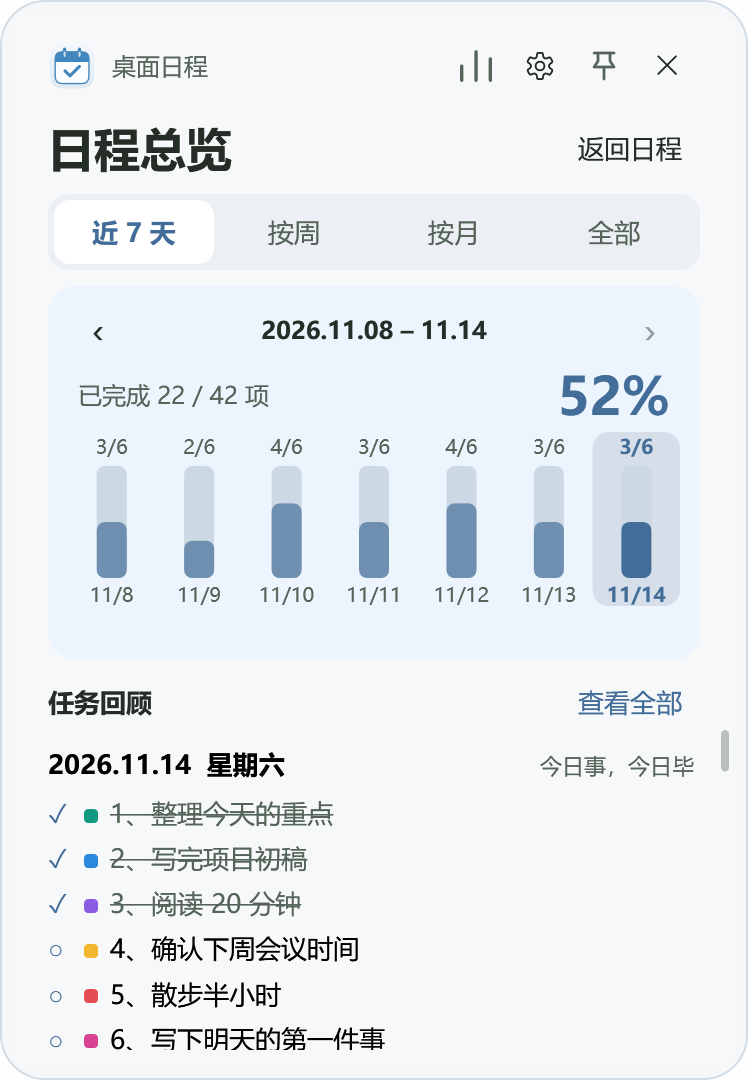 桌面日程
日程总览
返回日程
近 7 天 按周 按月 全部
‹ 2026.11.08 – 11.14 ›
已完成 22 / 42 项
52%
3/6 2/6 4/6 3/6 4/6 3/6 3/6
11/8 11/9 11/10 11/11 11/12 11/13 11/14
任务回顾
查看全部
2026.11.14 星期六
今日事，今日毕
1、整理今天的重点
2、写完项目初稿
3、阅读 20 分钟
4、确认下周会议时间
5、散步半小时
6、写下明天的第一件事